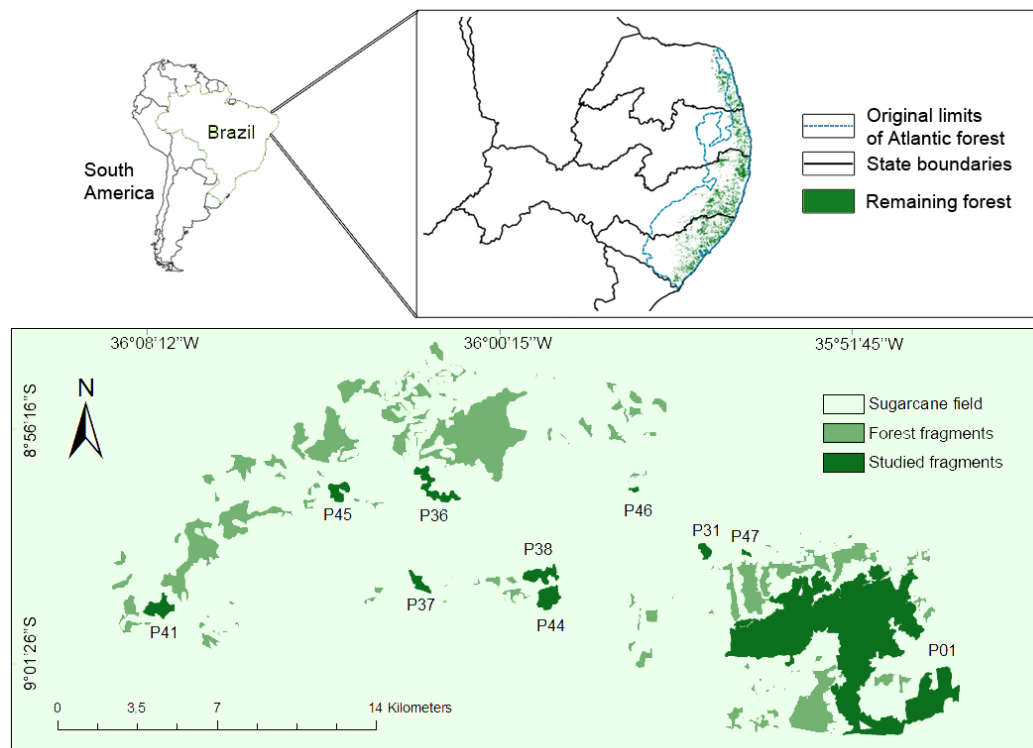 Brazil
South
America
Original limits
of Atlantic forest
State boundaries
Remaining forest
36°08'12''W
36°00'15''W
35°51'45''W
8°56'16''S
9°01'26''S
N
Sugarcane field
Forest fragments
Studied fragments
P45
P36
P46
P31
P47
P38
P37
P44
P41
P01
0
3.5
7
14 Kilometers